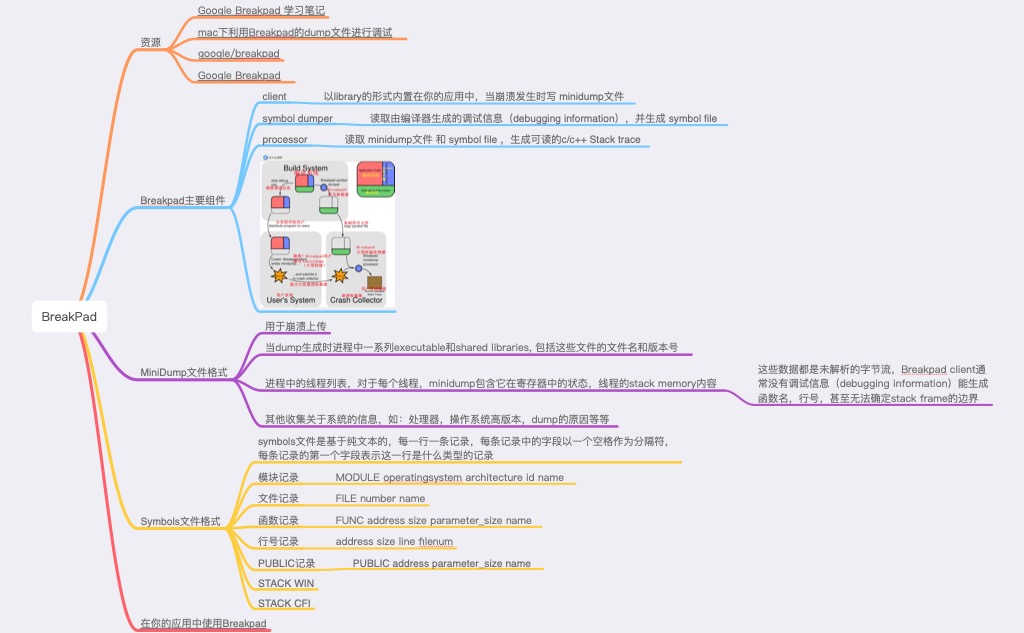 Google Breakpad 学习笔记
mac下利用Breakpad的dump文件进行调试
资源
google/breakpad
Google Breakpad
client
以library的形式内置在你的应用中，当崩溃发生时写 minidump文件
symbol dumper
读取由编译器生成的调试信息（debugging information），并生成 symbol file
processor
读取 minidump文件 和 symbol file ，生成可读的c/c++ Stack trace
Build System
Breakpad主要组件
User's System
Crash Collector
BreakPad
用于崩溃上传
当dump生成时进程中一系列executable和shared libraries, 包括这些文件的文件名和版本号
MiniDump文件格式
进程中的线程列表，对于每个线程，minidump包含它在寄存器中的状态，线程的stack memory内容
这些数据都是未解析的字节流，Breakpad client通
常没有调试信息（debugging information）能生成
函数名，行号，甚至无法确定stack frame的边界
其他收集关于系统的信息，如：处理器，操作系统高版本，dump的原因等等
symbols文件是基于纯文本的，每一行一条记录，每条记录中的字段以一个空格作为分隔符，
每条记录的第一个字段表示这一行是什么类型的记录
模块记录
MODULE operatingsystem architecture id name
文件记录
FILE number name
Symbols文件格式
函数记录
FUNC address size parameter_size name
行号记录
address size line filenum
PUBLIC记录
PUBLIC address parameter_size name
STACK WIN
STACK CFI
在你的应用中使用Breakpad